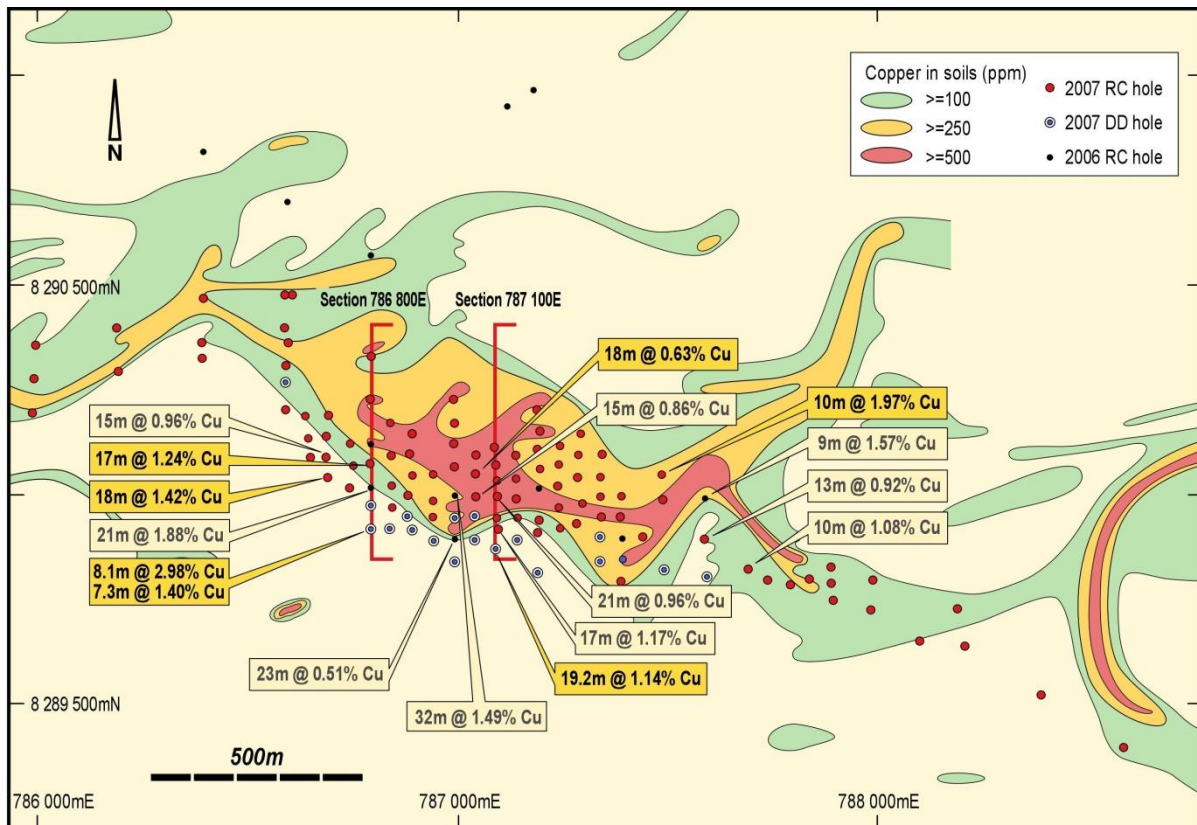 Copper in soils (ppm)
>=100
>=250
>=500
2007 RC hole
2007 DD hole
2006 RC hole
N
8 290 500mN
Section 786 800E
Section 787 100E
18m @ 0.63% Cu
15m @ 0.86% Cu
10m @ 1.97% Cu
15m @ 0.96% Cu
9m @ 1.57% Cu
17m @ 1.24% Cu
18m @ 1.42% Cu
13m @ 0.92% Cu
21m @ 1.88% Cu
10m @ 1.08% Cu
8.1m @ 2.98% Cu
7.3m @ 1.40% Cu
21m @ 0.96% Cu
17m @ 1.17% Cu
23m @ 0.51% Cu
19.2m @ 1.14% Cu
32m @ 1.49% Cu
8 289 500mN
500m
786 000mE
787 000mE
788 000mE